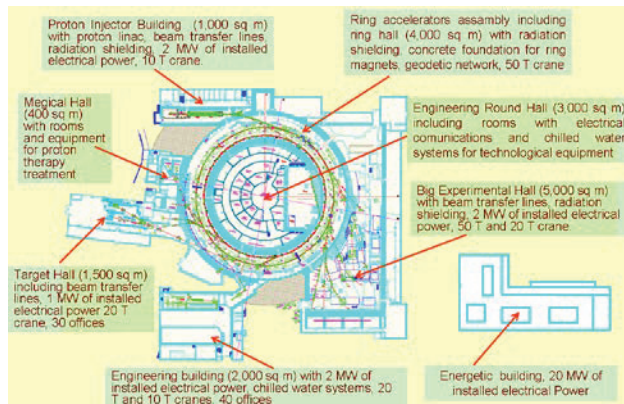 Proton Injector Building (1,000 sq m)
with proton linac, beam transfer lines,
radiation shielding, 2 MW of installed
electrical power, 10 T crane.
Ring accelerators assambly including
ring hall (4,000 sq m) with radiation
shielding, concrete foundation for ring
magnets, geodetic network, 50 T crane
Megical Hall
(400 sq m)
with rooms
and equipment
for proton
therapy
treatment
Engineering Round Hall (3,000 sq m)
including rooms with electrical
comunications and chilled water
systems for technological equipment
Big Experimental Hall (5,000 sq m)
with beam transfer lines, radiation
shielding, 2 MW of installed electrical
power, 50 T and 20 T crane.
Target Hall (1,500 sq m)
including beam transfer
lines, 1 MW of installed
electrical power 20 T
crane, 30 offices
Engineering building (2,000 sq m) with 2 MW of
installed electrical power, chilled water systems, 20
T and 10 T cranes, 40 offices
Energetic building, 20 MW of
installed electrical Power